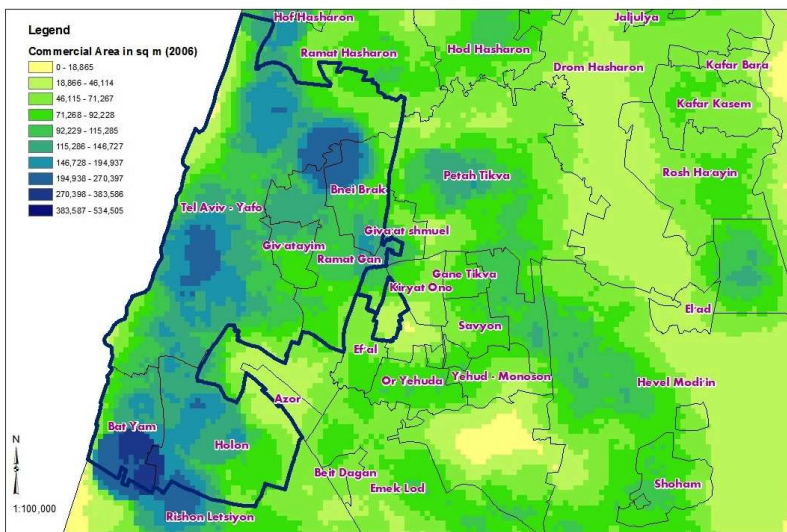 Legend
Commercial Area in sq m (2006)
0 - 18,865
18,866 - 46,114
46,115 - 71,267
71,268 - 92,228
92,229 - 115,285
115,286 - 146,727
146,728 - 194,937
194,938 - 270,397
270,398 - 383,586
383,587 - 534,505
Hof Hasharon
Jaljulya
Ramat Hasharon
Hod Hasharon
Drom Hasharon
Kafar Bara
Kafar Kasem
Petah Tikva
Rosh Ha'ayin
Bnei Brak
Tel Aviv - Yafo
Giva'at shmuel
Giv'atayim
Ramat Gan
Gane Tikva
Kiryat Ono
El'ad
Savyon
Ef'al
Or Yehuda
Yehud - Monoson
Hevel Modi'in
Azor
Bat Yam
Holon
Beit Dagan
Emek Lod
Shoham
Rishon Letsiyon
N
1:100,000